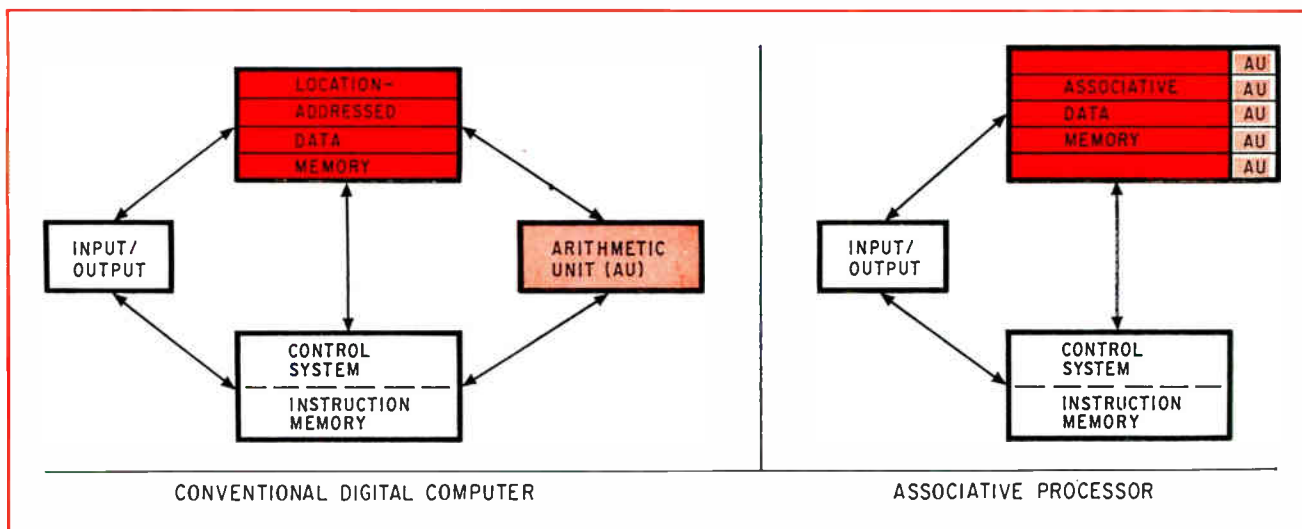 LOCATION-
ADDRESSED
DATA
MEMORY
INPUT/
OUTPUT
ARITHMETIC
UNIT (AU)
CONTROL
SYSTEM
INSTRUCTION
MEMORY
CONVENTIONAL DIGITAL COMPUTER
AU
ASSOCIATIVE AU
DATA AU
MEMORY AU
AU
INPUT/
OUTPUT
CONTROL
SYSTEM
INSTRUCTION
MEMORY
ASSOCIATIVE PROCESSOR